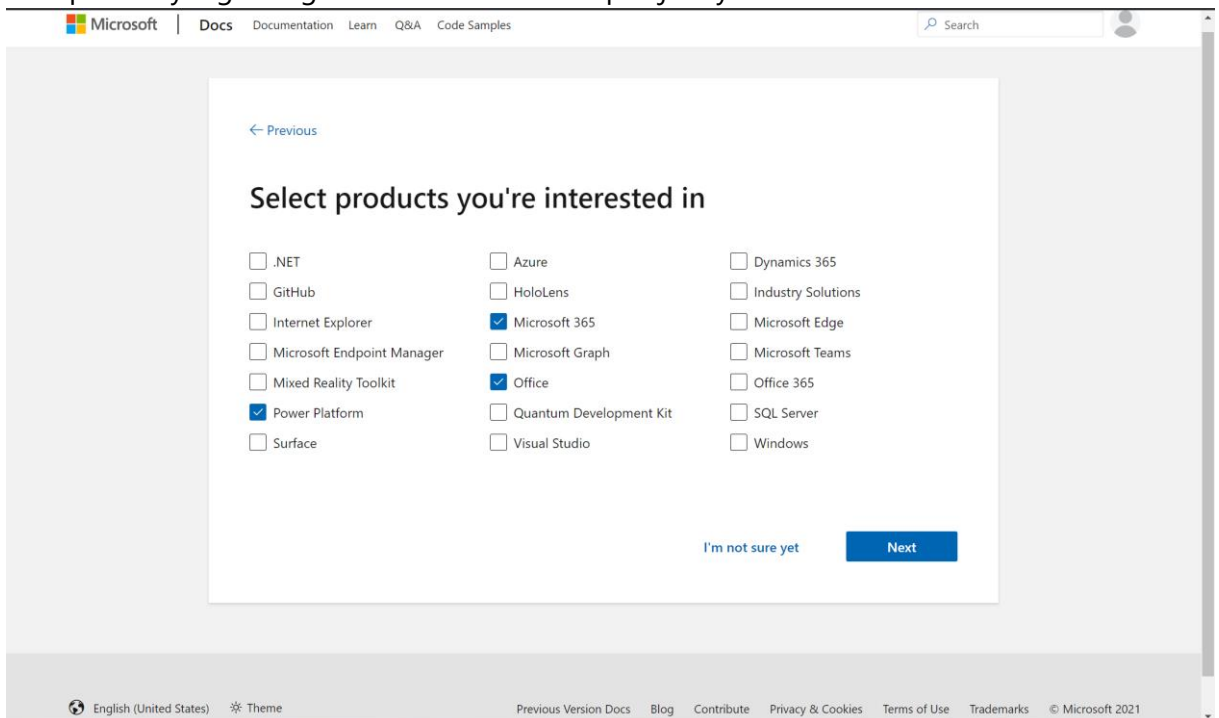 Microsoft Docs Documentation Learn Q&A Code Samples Search
Previous
Select products you're interested in
.NET Azure Dynamics 365
GitHub HoloLens Industry Solutions
Internet Explorer Microsoft 365 Microsoft Edge
Microsoft Endpoint Manager Microsoft Graph Microsoft Teams
Mixed Reality Toolkit Office Office 365
Power Platform Quantum Development Kit SQL Server
Surface Visual Studio Windows
I'm not sure yet Next
English (United States) Theme Previous Version Docs Blog Contribute Privacy & Cookies Terms of Use Trademarks © Microsoft 2021